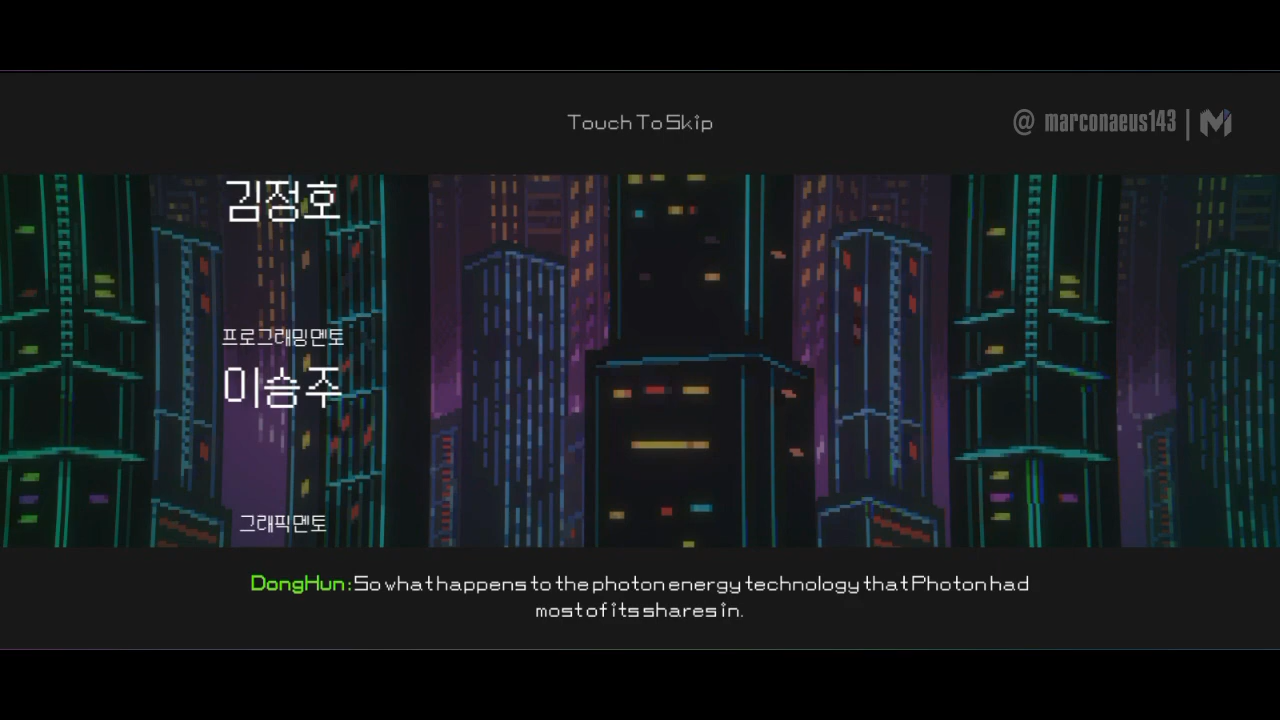 Touch To Skip
@ marconaeus143 |
김정호
프로그래밍멘토
이승주
그래픽멘토
DongHun:So what happens to the photon energy technology that Photon had
most of its shares in.